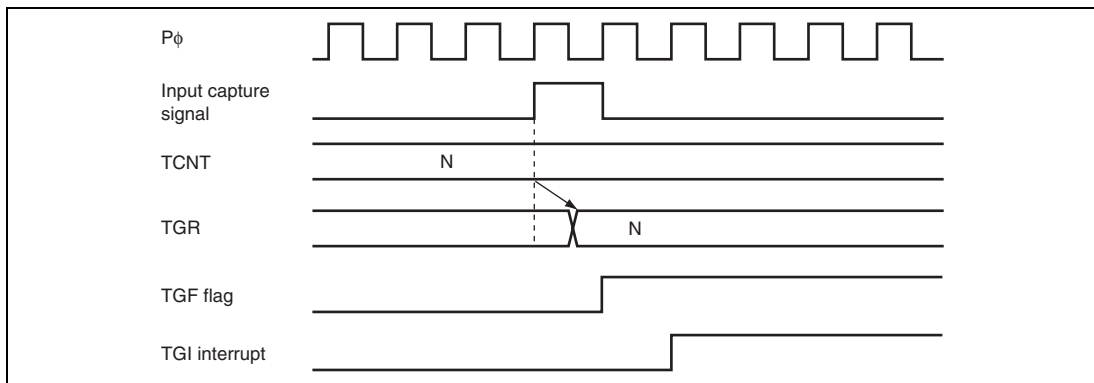 Pϕ
Input capture
signal
TCNT
N
TGR
N
TGF flag
TGI interrupt